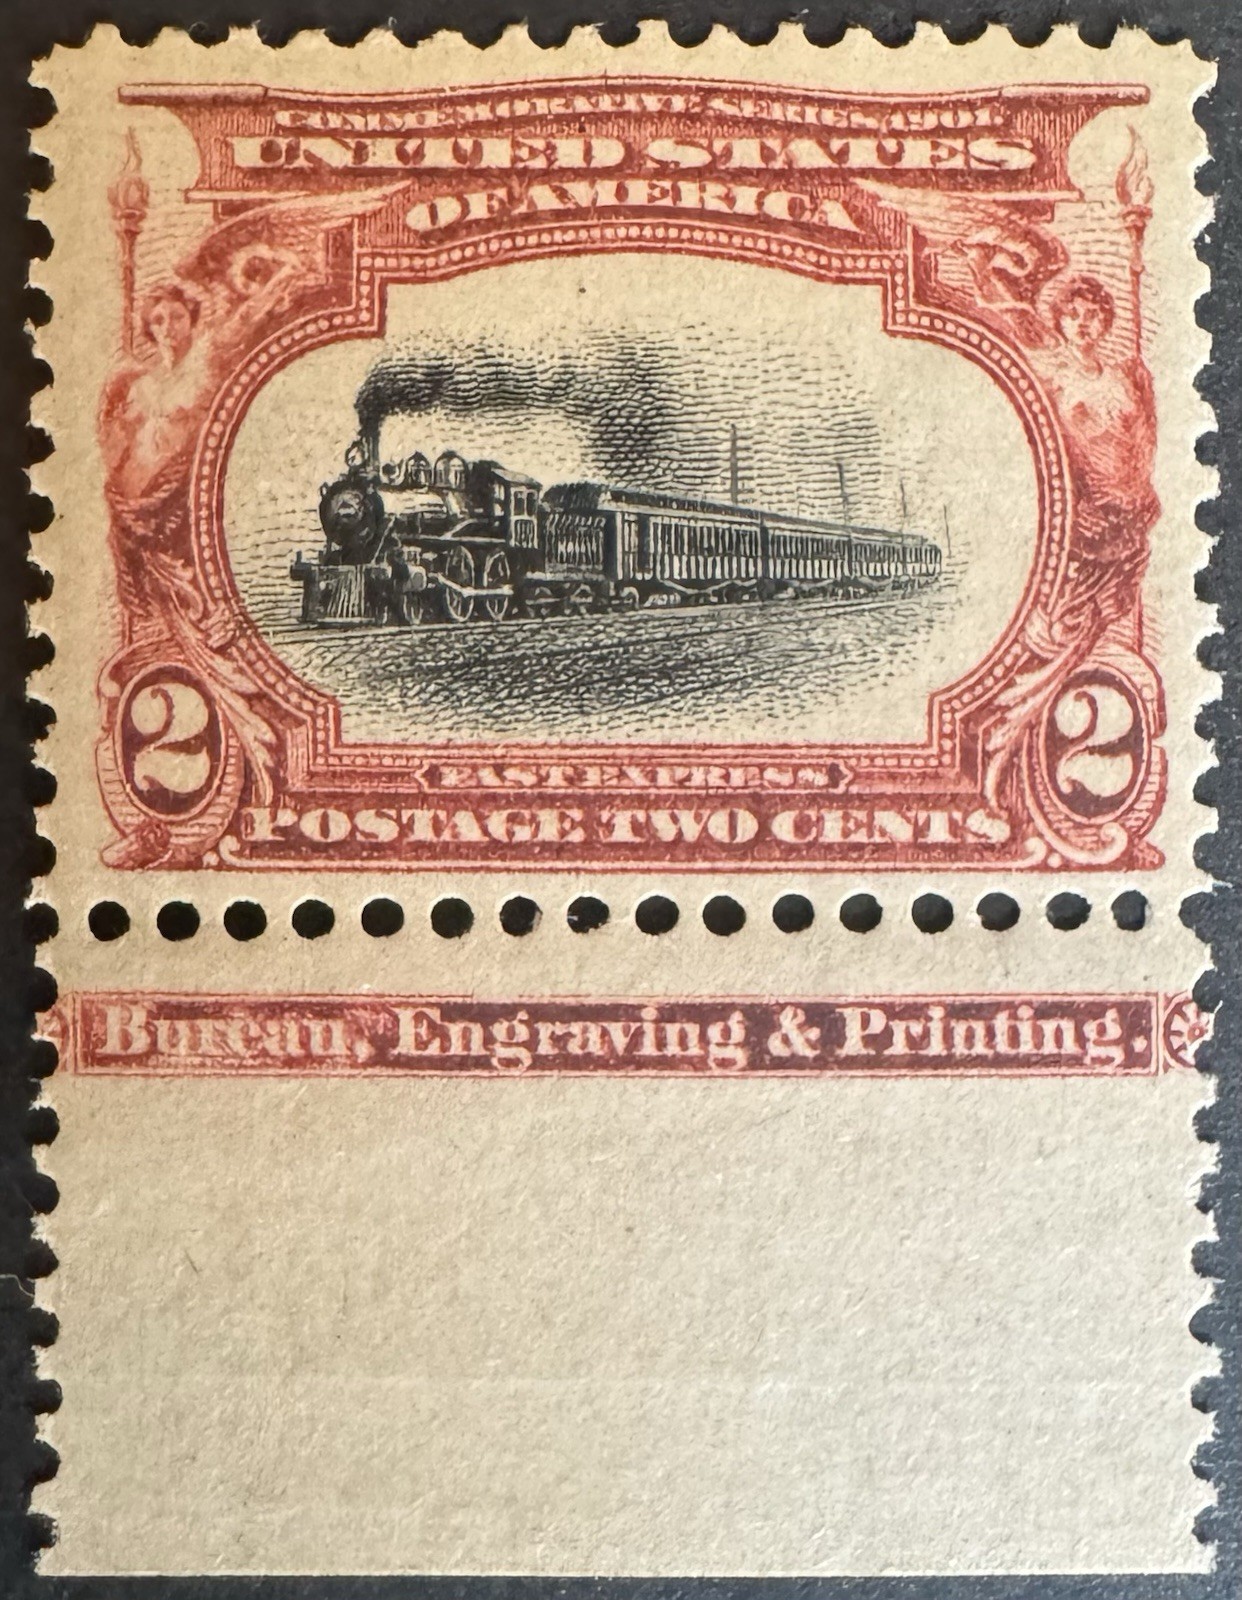 COMMEMORATIVE SERIES, 1901.
UNITED STATES
OF AMERICA
2 2
FAST EXPRESS
POSTAGE TWO CENTS
Bureau, Engraving & Printing.